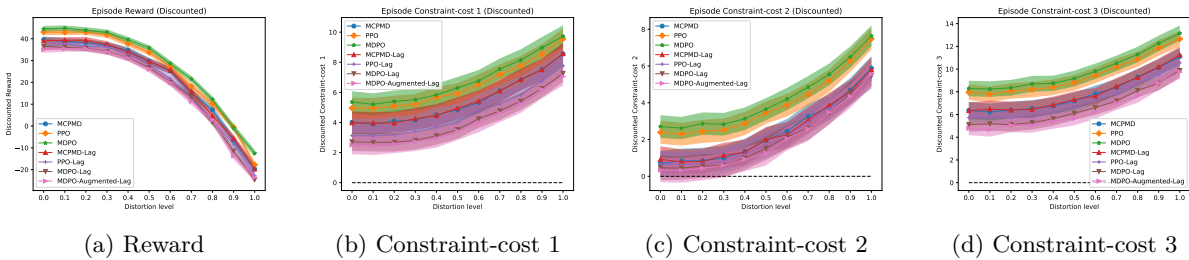 Episode Reward (Discounted)
Discounted Reward
40
30
20
10
0
−10
−20
MCPMD
PPO
MDPO
MCPMD-Lag
PPO-Lag
MDPO-Lag
MDPO-Augmented-Lag
0.0 0.1 0.2 0.3 0.4 0.5 0.6 0.7 0.8 0.9 1.0
Distortion level
(a) Reward
Episode Constraint-cost 1 (Discounted)
Discounted Constraint-cost 1
10
8
6
4
2
0
MCPMD
PPO
MDPO
MCPMD-Lag
PPO-Lag
MDPO-Lag
MDPO-Augmented-Lag
0.0 0.1 0.2 0.3 0.4 0.5 0.6 0.7 0.8 0.9 1.0
Distortion level
(b) Constraint-cost 1
Episode Constraint-cost 2 (Discounted)
Discounted Constraint-cost 2
8
6
4
2
0
MCPMD
PPO
MDPO
MCPMD-Lag
PPO-Lag
MDPO-Lag
MDPO-Augmented-Lag
0.0 0.1 0.2 0.3 0.4 0.5 0.6 0.7 0.8 0.9 1.0
Distortion level
(c) Constraint-cost 2
Episode Constraint-cost 3 (Discounted)
Discounted Constraint-cost 3
14
12
10
8
6
4
2
0
MCPMD
PPO
MDPO
MCPMD-Lag
PPO-Lag
MDPO-Lag
MDPO-Augmented-Lag
0.0 0.1 0.2 0.3 0.4 0.5 0.6 0.7 0.8 0.9 1.0
Distortion level
(d) Constraint-cost 3